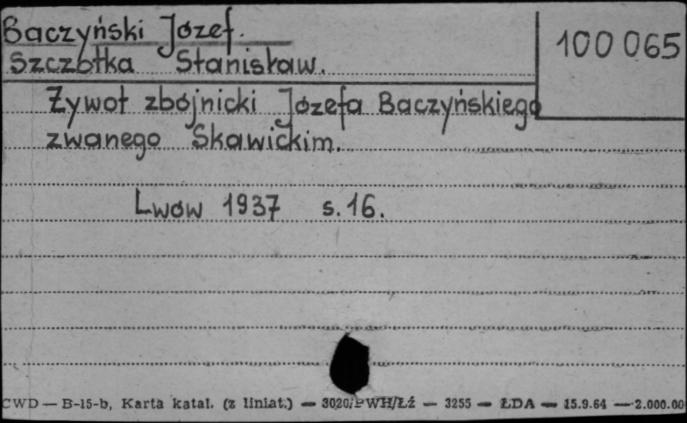 Baczyński Józef.
100 065
Szczotka Stanisław.
Żywot zbójnicki Józefa Baczyńskiego
zwanego Skawickim.
Lwów 1937 s. 16.
CWD — B-15-b, Karta katal. (z liniat.) — 3020/PWH/Łź — 3255 — ŁDA — 15.9.64 — 2.000.00